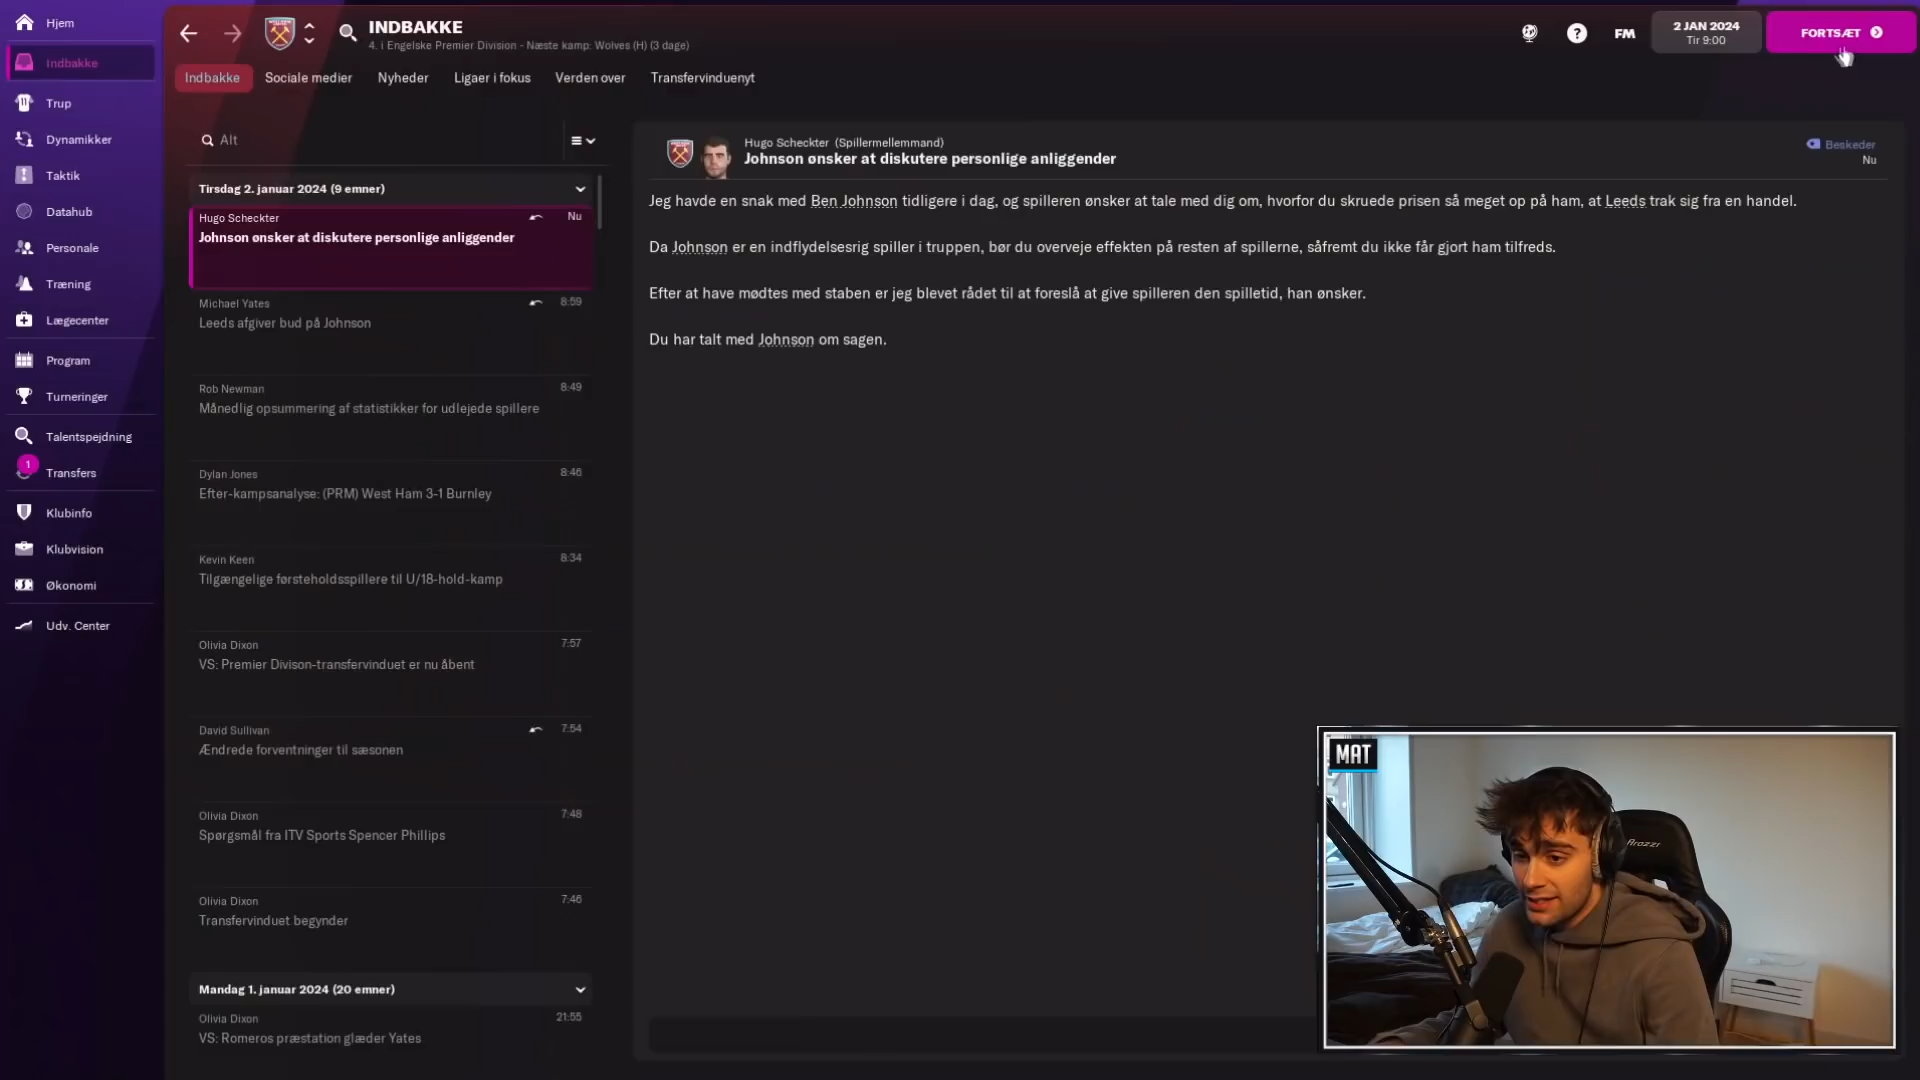 Hjem
Indbakke
Trup
Dynamikker
Taktik
Datahub
Personale
Træning
Lægecenter
Program
Turneringer
Talentspejdning
1
Transfers
Klubinfo
Klubvision
Økonomi
Udv. Center
INDBAKKE
4. i Engelske Premier Division - Næste kamp: Wolves (H) (3 dage)
?
FM
2 JAN 2024
Tir 9:00
FORTSÆT
Indbakke
Sociale medier
Nyheder
Ligaer i fokus
Verden over
Transfervinduenyt
Alt
Tirsdag 2. januar 2024 (9 emner)
Hugo Scheckter
Nu
Johnson ønsker at diskutere personlige anliggender
Michael Yates
8:59
Leeds afgiver bud på Johnson
Rob Newman
8:49
Månedlig opsummering af statistikker for udlejede spillere
Dylan Jones
8:46
Efter-kampsanalyse: (PRM) West Ham 3-1 Burnley
Kevin Keen
8:34
Tilgængelige førsteholdsspillere til U/18-hold-kamp
Olivia Dixon
7:57
VS: Premier Divison-transfervinduet er nu åbent
David Sullivan
7:54
Ændrede forventninger til sæsonen
Olivia Dixon
7:48
Spørgsmål fra ITV Sports Spencer Phillips
Olivia Dixon
7:46
Transfervinduet begynder
Mandag 1. januar 2024 (20 emner)
Olivia Dixon
21:55
VS: Romeros præstation glæder Yates
Hugo Scheckter (Spillermellemmand)
Johnson ønsker at diskutere personlige anliggender
Beskeder
Nu
Jeg havde en snak med Ben Johnson tidligere i dag, og spilleren ønsker at tale med dig om, hvorfor du skruede prisen så meget op på ham, at Leeds trak sig fra en handel.
Da Johnson er en indflydelsesrig spiller i truppen, bør du overveje effekten på resten af spillerne, såfremt du ikke får gjort ham tilfreds.
Efter at have mødtes med staben er jeg blevet rådet til at foreslå at give spilleren den spilletid, han ønsker.
Du har talt med Johnson om sagen.
MAT
Arozzi